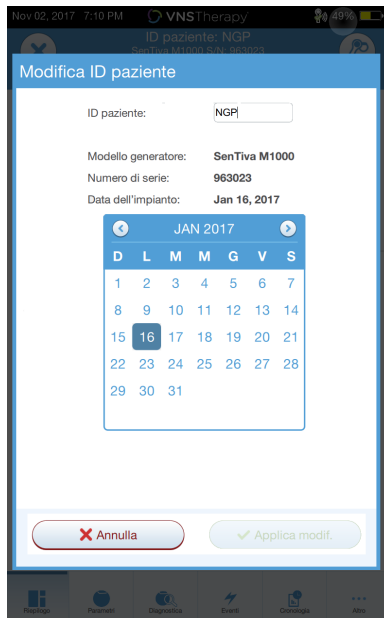 Nov 02, 2017 7:10 PM VNSTherapy 49%
ID paziente: NGP
SenTiva M1000 S/N: 963023
Modifica ID paziente
ID paziente: NGP
Modello generatore: SenTiva M1000
Numero di serie: 963023
Data dell'impianto: Jan 16, 2017
JAN 2017
D L M M G V S
1 2 3 4 5 6 7
8 9 10 11 12 13 14
15 16 17 18 19 20 21
22 23 24 25 26 27 28
29 30 31
Annulla Applica modif.
Riepilogo Parametri Diagnostica Eventi Cronologia Altro